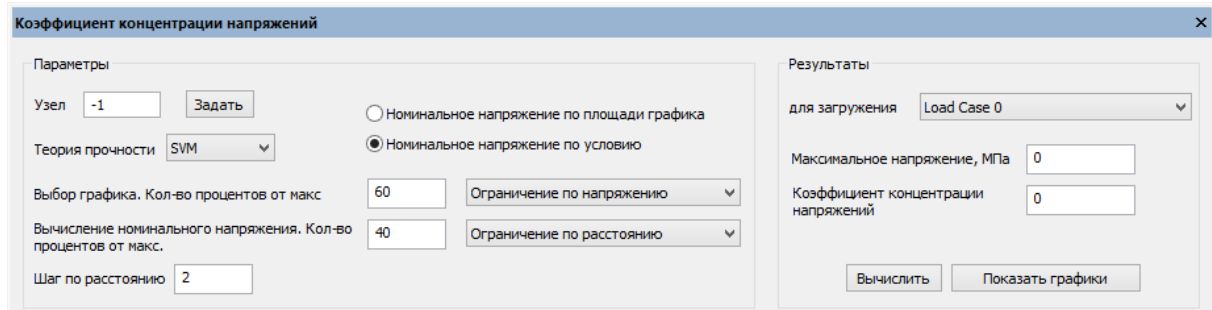 Коэффициент концентрации напряжений
Параметры
Узел -1 Задать
Номинальное напряжение по площади графика
Теория прочности SVM
Номинальное напряжение по условию
Выбор графика. Кол-во процентов от макс 60 Ограничение по напряжению
Вычисление номинального напряжения. Кол-во
процентов от макс. 40 Ограничение по расстоянию
Шаг по расстоянию 2
Результаты
для загружения Load Case 0
Максимальное напряжение, МПа 0
Коэффициент концентрации
напряжений 0
Вычислить Показать графики